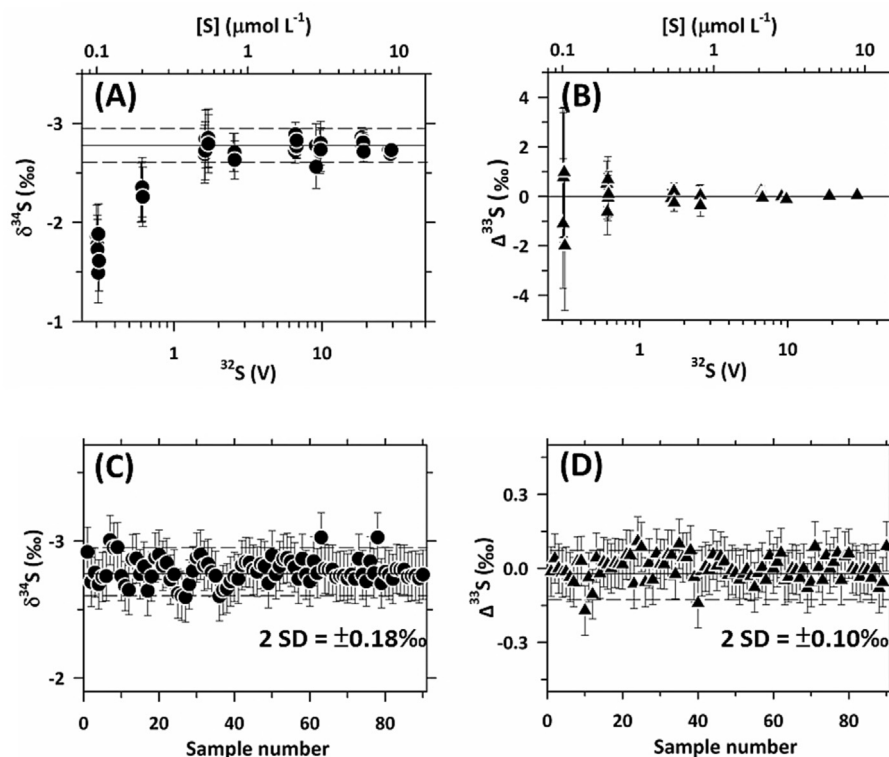 [S] (μmol L⁻¹)
0.1 1 10
(A)
-3
-2
-1
δ³⁴S (‰)
1 10
³²S (V)
[S] (μmol L⁻¹)
0.1 1 10
(B)
4
2
0
-2
-4
Δ³³S (‰)
1 10
³²S (V)
(C)
-3
-2
δ³⁴S (‰)
2 SD = ±0.18‰
0 20 40 60 80
Sample number
(D)
0.3
0.0
-0.3
Δ³³S (‰)
2 SD = ±0.10‰
0 20 40 60 80
Sample number